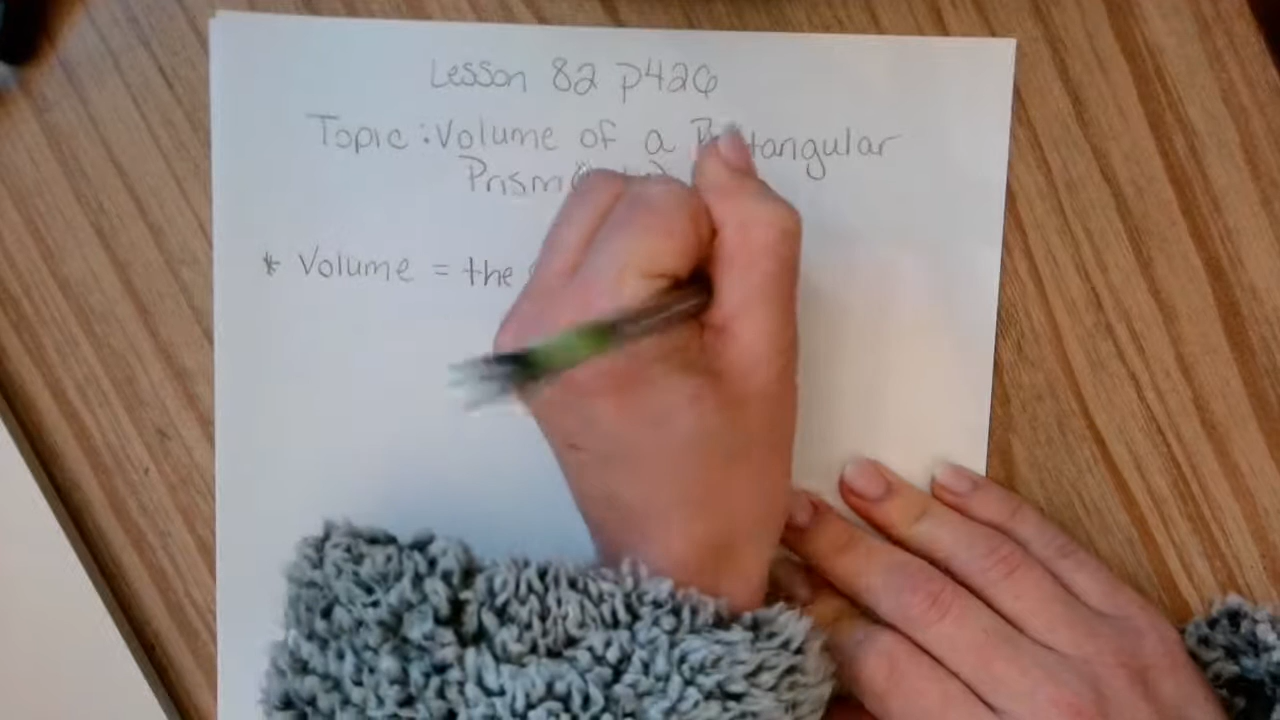 Lesson 82 p426
Topic: Volume of a
Prism
* Volume = the